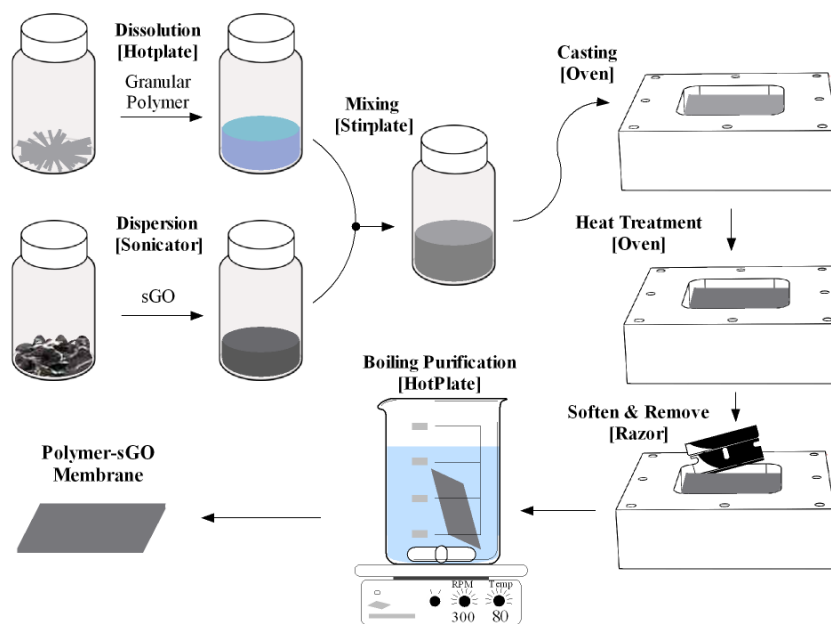 Dissolution
[Hotplate]
Granular
Polymer
Mixing
[Stirplate]
Casting
[Oven]
Dispersion
[Sonicator]
sGO
Heat Treatment
[Oven]
Boiling Purification
[HotPlate]
Soften & Remove
[Razor]
Polymer-sGO
Membrane
RPM
Temp
300
80